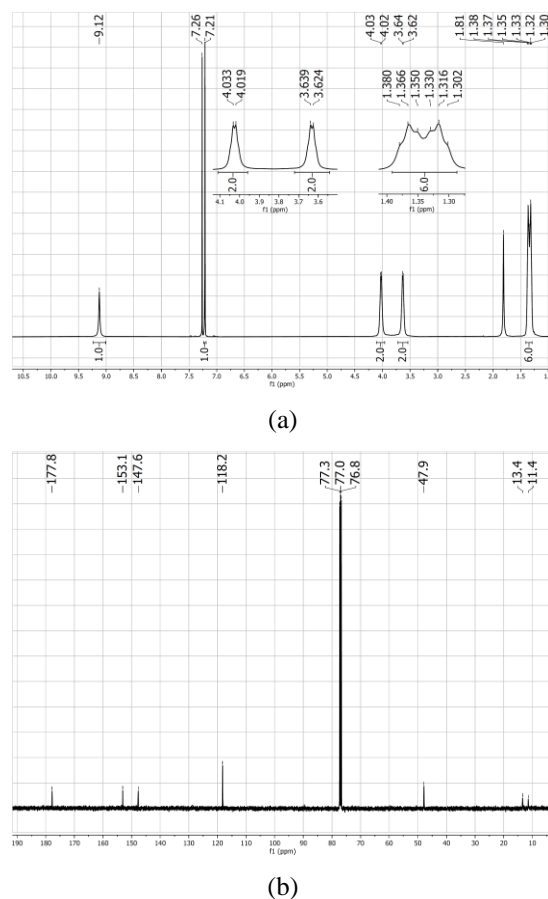 9.12 7.26 7.21 4.03 4.02 3.64 3.62 1.81 1.38 1.37 1.35 1.33 1.32 1.30
4.033 4.019 3.639 3.624 1.380 1.366 1.350 1.330 1.316 1.302
2.0 2.0 6.0
4.1 4.0 3.9 3.8 3.7 3.6 1.40 1.35 1.30
f1 (ppm) f1 (ppm)
1.0 1.0 2.0 2.0 6.0
10.5 10.0 9.5 9.0 8.5 8.0 7.5 7.0 6.5 6.0 5.5 5.0 4.5 4.0 3.5 3.0 2.5 2.0 1.5 1.0
f1 (ppm)
(a)
177.8 153.1 147.6 118.2 77.3 77.0 76.8 47.9 13.4 11.4
190 180 170 160 150 140 130 120 110 100 90 80 70 60 50 40 30 20 10
f1 (ppm)
(b)